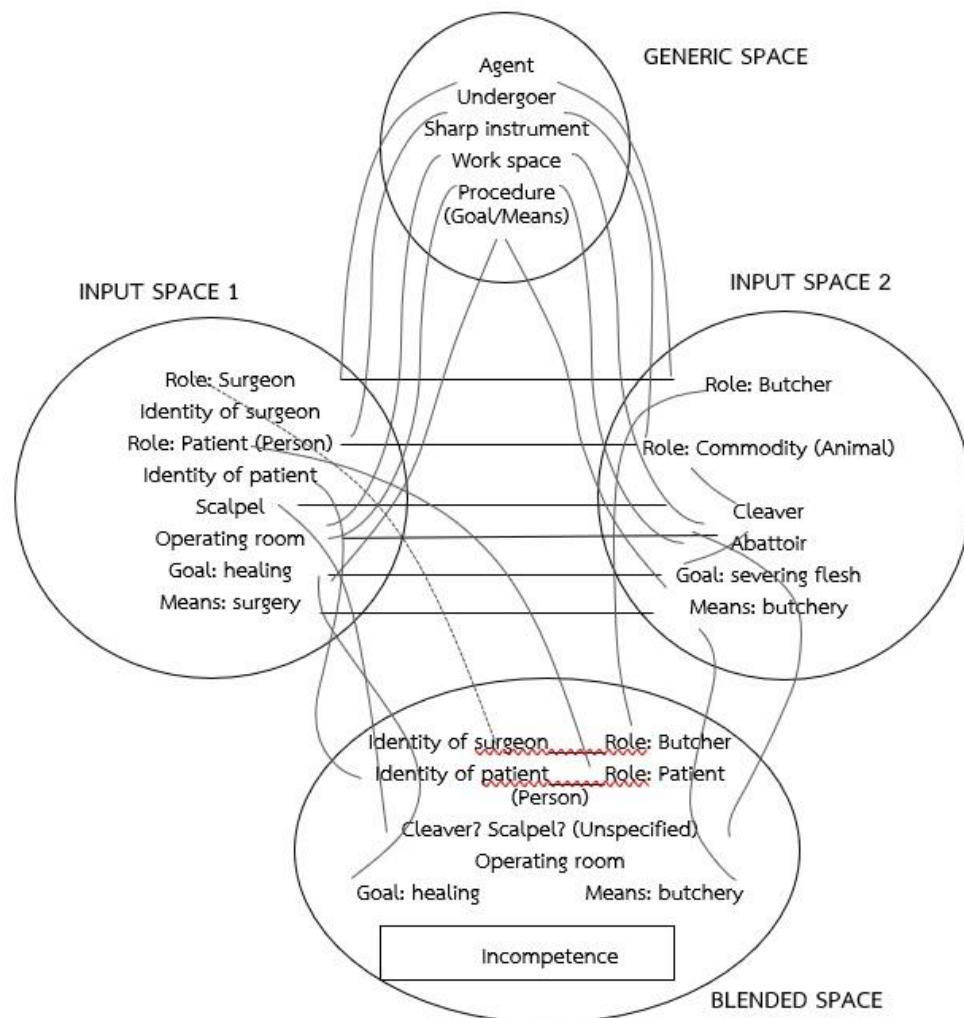 GENERIC SPACE
Agent
Undergoer
Sharp instrument
Work space
Procedure
(Goal/Means)
INPUT SPACE 1
Role: Surgeon
Identity of surgeon
Role: Patient (Person)
Identity of patient
Scalpel
Operating room
Goal: healing
Means: surgery
INPUT SPACE 2
Role: Butcher
Role: Commodity (Animal)
Cleaver
Abattoir
Goal: severing flesh
Means: butchery
Identity of surgeon Role: Butcher
Identity of patient Role: Patient
(Person)
Cleaver? Scalpel? (Unspecified)
Operating room
Goal: healing Means: butchery
Incompetence
BLENDED SPACE